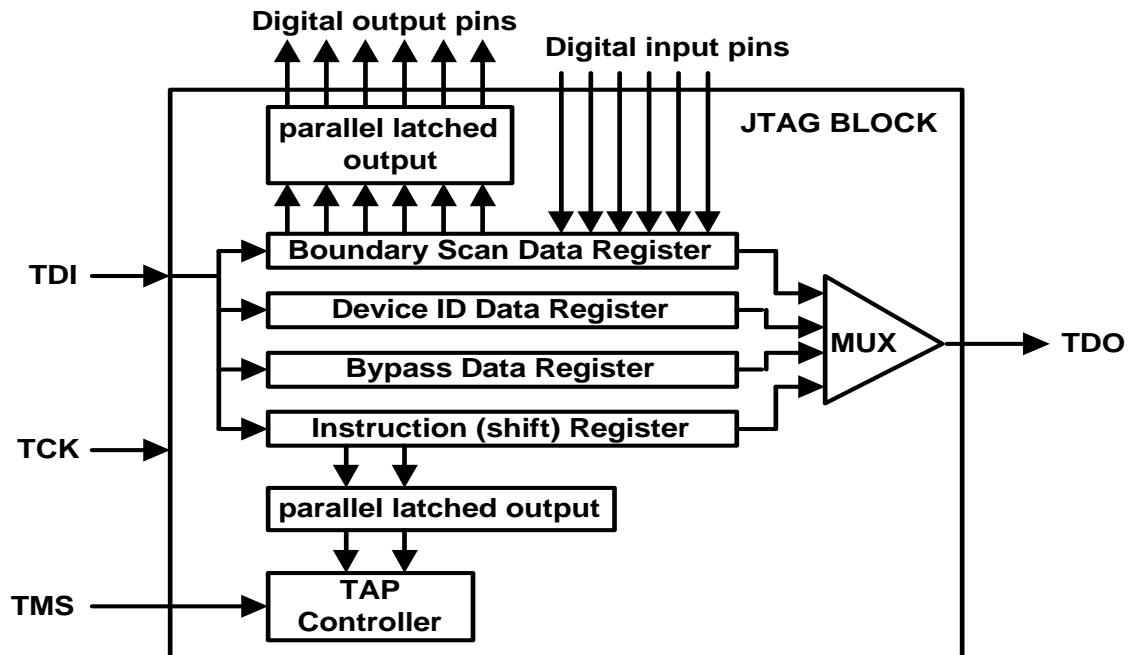 Digital output pins
Digital input pins
JTAG BLOCK
parallel latched
output
TDI
Boundary Scan Data Register
Device ID Data Register
MUX
TDO
Bypass Data Register
Instruction (shift) Register
TCK
parallel latched output
TMS
TAP
Controller